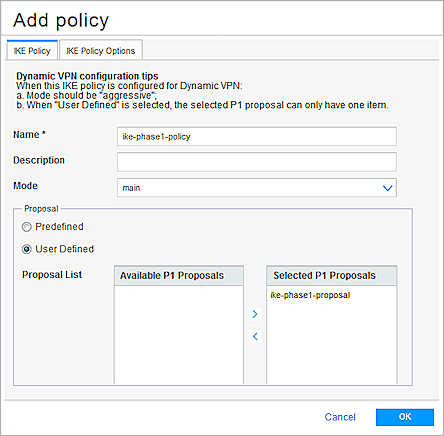 Add policy
IKE Policy
IKE Policy Options
Dynamic VPN configuration tips
When this IKE policy is configured for Dynamic VPN:
a. Mode should be "aggressive";
b. When "User Defined" is selected, the selected P1 proposal can only have one item.
Name *
ike-phase1-policy
Description
Mode
main
Proposal
Predefined
User Defined
Proposal List
Available P1 Proposals
Selected P1 Proposals
ike-phase1-proposal
Cancel
OK